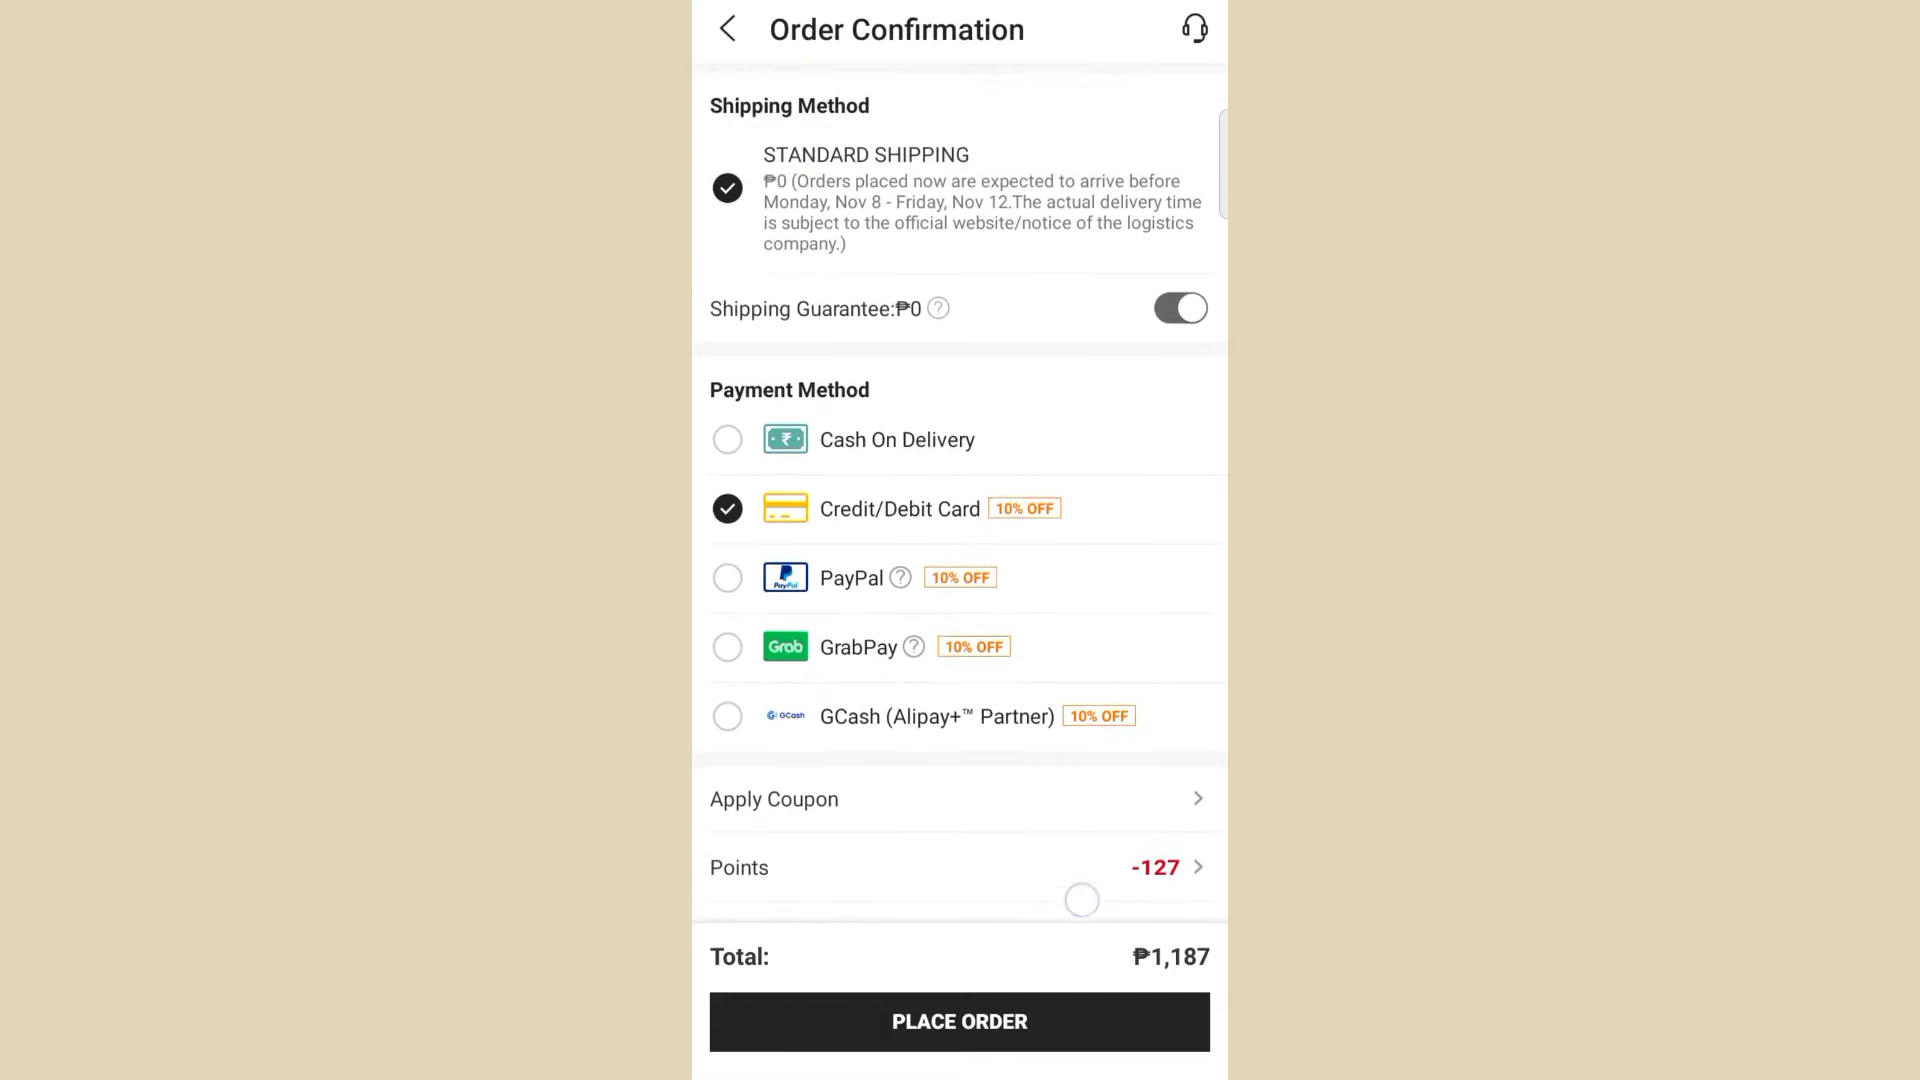 Order Confirmation
Shipping Method
STANDARD SHIPPING
₱0 (Orders placed now are expected to arrive before
Monday, Nov 8 - Friday, Nov 12.The actual delivery time
is subject to the official website/notice of the logistics
company.)
Shipping Guarantee:₱0 ?
Payment Method
₹ Cash On Delivery
Credit/Debit Card 10% OFF
PayPal PayPal ? 10% OFF
Grab GrabPay ? 10% OFF
GCash GCash (Alipay+™ Partner) 10% OFF
Apply Coupon
Points -127
Total: ₱1,187
PLACE ORDER